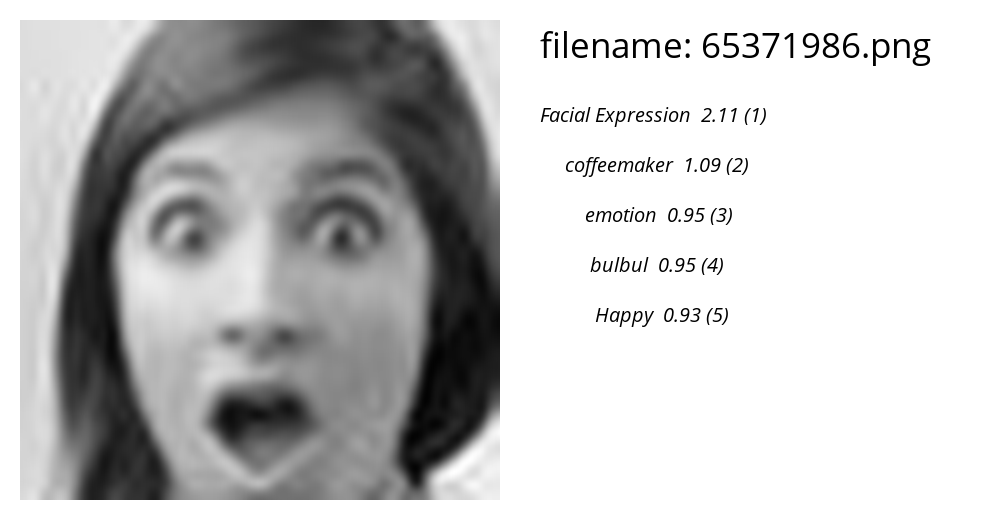 filename: 65371986.png
Facial Expression 2.11 (1)
coffeemaker 1.09 (2)
emotion 0.95 (3)
bulbul 0.95 (4)
Happy 0.93 (5)